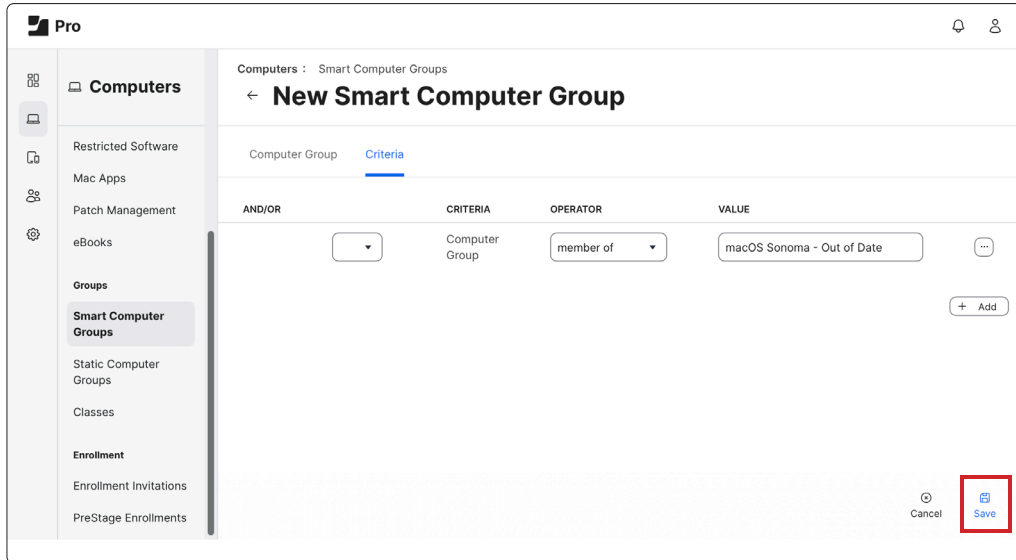 Pro
Computers
Restricted Software
Mac Apps
Patch Management
eBooks
Groups
Smart Computer
Groups
Static Computer
Groups
Classes
Enrollment
Enrollment Invitations
PreStage Enrollments
Computers : Smart Computer Groups
← New Smart Computer Group
Computer Group Criteria
AND/OR CRITERIA OPERATOR VALUE
Computer
Group
member of
macOS Sonoma - Out of Date
...
+ Add
Cancel
Save